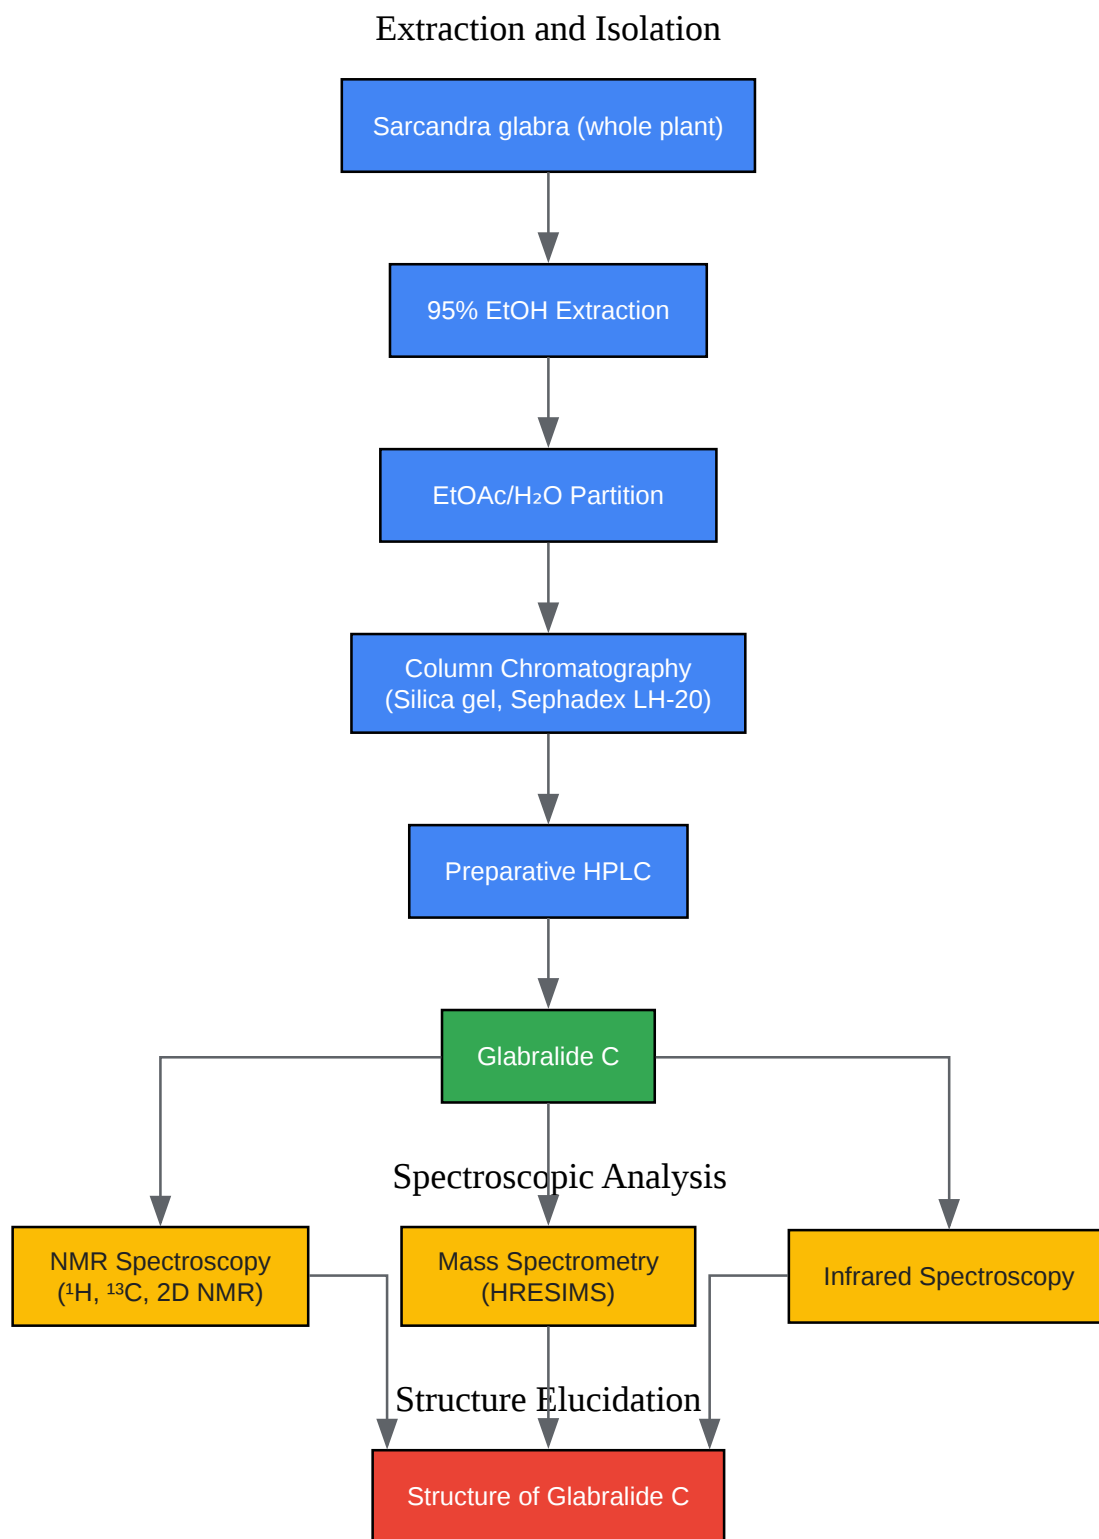 Extraction and Isolation
Sarcandra glabra (whole plant)
95% EtOH Extraction
EtOAc/H₂O Partition
Column Chromatography
(Silica gel, Sephadex LH-20)
Preparative HPLC
Glabralide C
Spectroscopic Analysis
NMR Spectroscopy
(¹H, ¹³C, 2D NMR)
Mass Spectrometry
(HRESIMS)
Infrared Spectroscopy
Structure Elucidation
Structure of Glabralide C